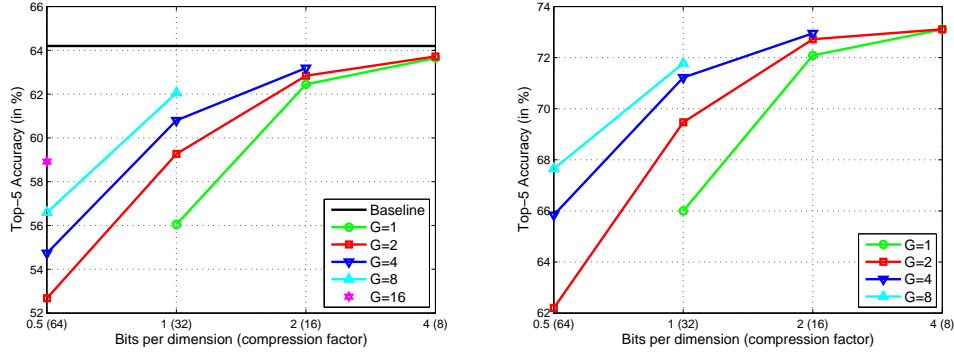 66
64
62
60
58
56
54
52
Top-5 Accuracy (in %)
Baseline
G=1
G=2
G=4
G=8
G=16
0.5 (64)
1 (32)
2 (16)
4 (8)
Bits per dimension (compression factor)
74
72
70
68
66
64
62
Top-5 Accuracy (in %)
G=1
G=2
G=4
G=8
0.5 (64)
1 (32)
2 (16)
4 (8)
Bits per dimension (compression factor)